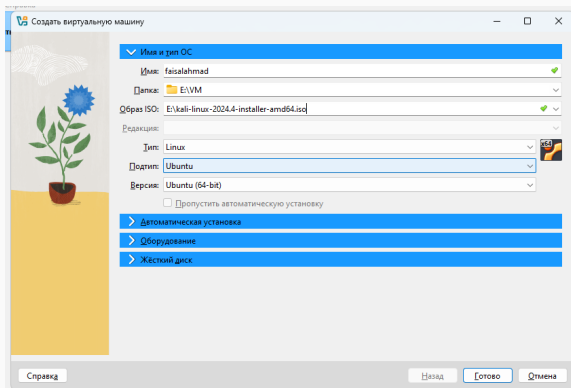 Создать виртуальную машину
Имя и тип ОС
Имя: faisalahmad
Папка: E:\VM
Образ ISO: E:\kali-linux-2024.4-installer-amd64.iso
Редакция:
Тип: Linux
Подтип: Ubuntu
Версия: Ubuntu (64-bit)
Пропустить автоматическую установку
Автоматическая установка
Оборудование
Жёсткий диск
Справка Назад Готово Отмена